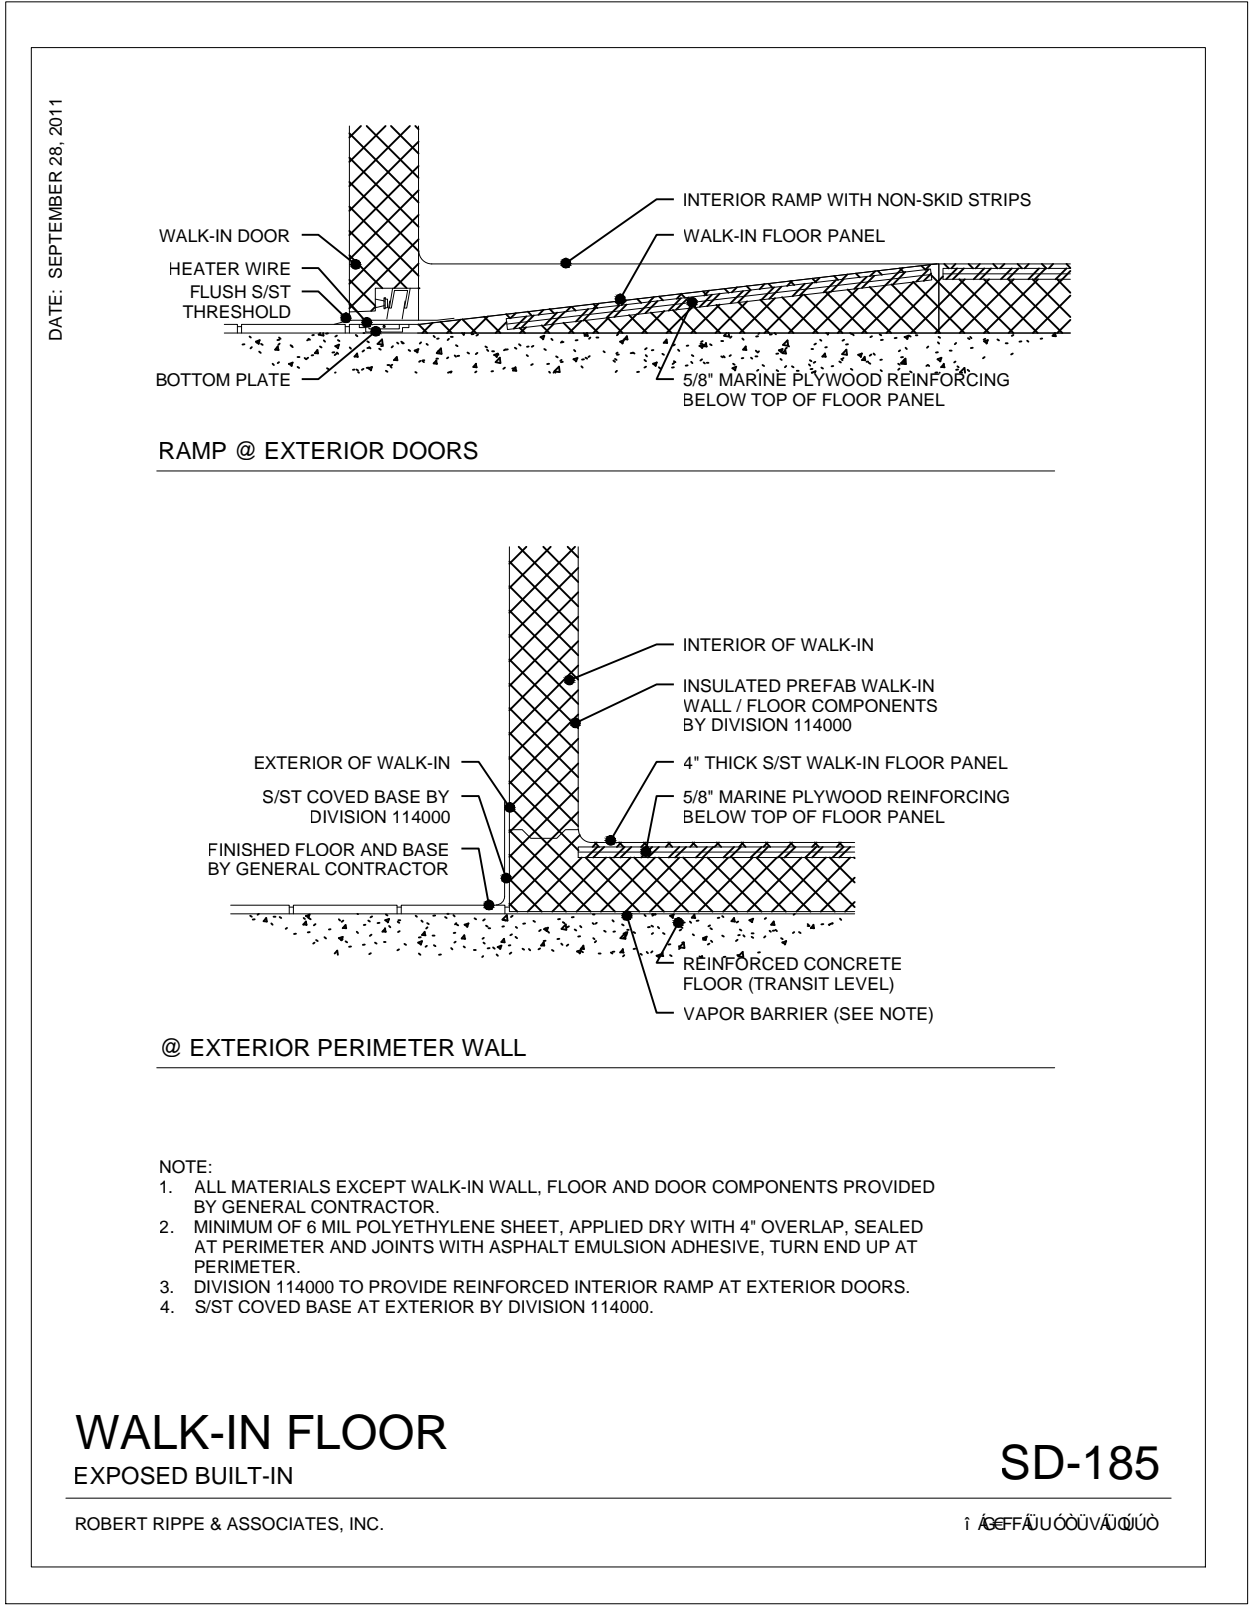 DATE: SEPTEMBER 28, 2011
INTERIOR RAMP WITH NON-SKID STRIPS
WALK-IN DOOR
WALK-IN FLOOR PANEL
HEATER WIRE
FLUSH S/ST
THRESHOLD
BOTTOM PLATE
5/8" MARINE PLYWOOD REINFORCING
BELOW TOP OF FLOOR PANEL
RAMP @ EXTERIOR DOORS
INTERIOR OF WALK-IN
INSULATED PREFAB WALK-IN
WALL / FLOOR COMPONENTS
BY DIVISION 114000
EXTERIOR OF WALK-IN
4" THICK S/ST WALK-IN FLOOR PANEL
S/ST COVED BASE BY
DIVISION 114000
5/8" MARINE PLYWOOD REINFORCING
BELOW TOP OF FLOOR PANEL
FINISHED FLOOR AND BASE
BY GENERAL CONTRACTOR
REINFORCED CONCRETE
FLOOR (TRANSIT LEVEL)
VAPOR BARRIER (SEE NOTE)
@ EXTERIOR PERIMETER WALL
NOTE:
1. ALL MATERIALS EXCEPT WALK-IN WALL, FLOOR AND DOOR COMPONENTS PROVIDED
BY GENERAL CONTRACTOR.
2. MINIMUM OF 6 MIL POLYETHYLENE SHEET, APPLIED DRY WITH 4" OVERLAP, SEALED
AT PERIMETER AND JOINTS WITH ASPHALT EMULSION ADHESIVE, TURN END UP AT
PERIMETER.
3. DIVISION 114000 TO PROVIDE REINFORCED INTERIOR RAMP AT EXTERIOR DOORS.
4. S/ST COVED BASE AT EXTERIOR BY DIVISION 114000.
WALK-IN FLOOR
EXPOSED BUILT-IN
SD-185
ROBERT RIPPE & ASSOCIATES, INC.